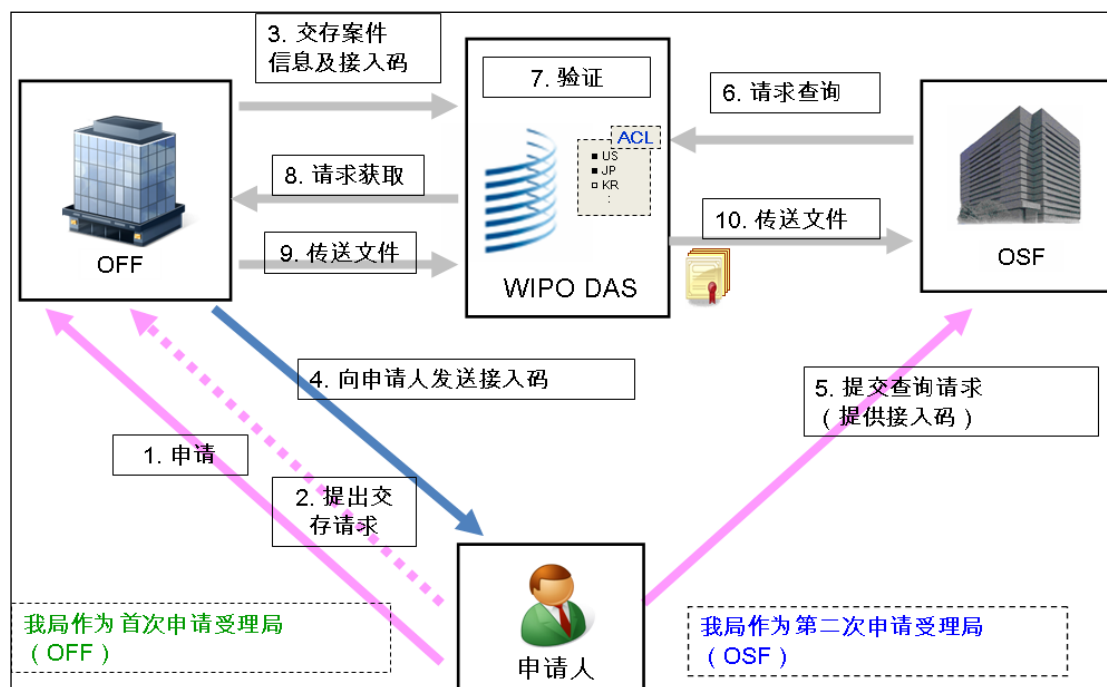 3. 交存案件
信息及接入码
7. 验证
6. 请求查询
ACL
US
JP
KR
:
8. 请求获取
10. 传送文件
9. 传送文件
OFF
WIPO DAS
OSF
4. 向申请人发送接入码
5. 提交查询请求
（提供接入码）
1. 申请
2. 提出交
存请求
我局作为首次申请受理局
（OFF）
我局作为第二次申请受理局
（OSF）
申请人